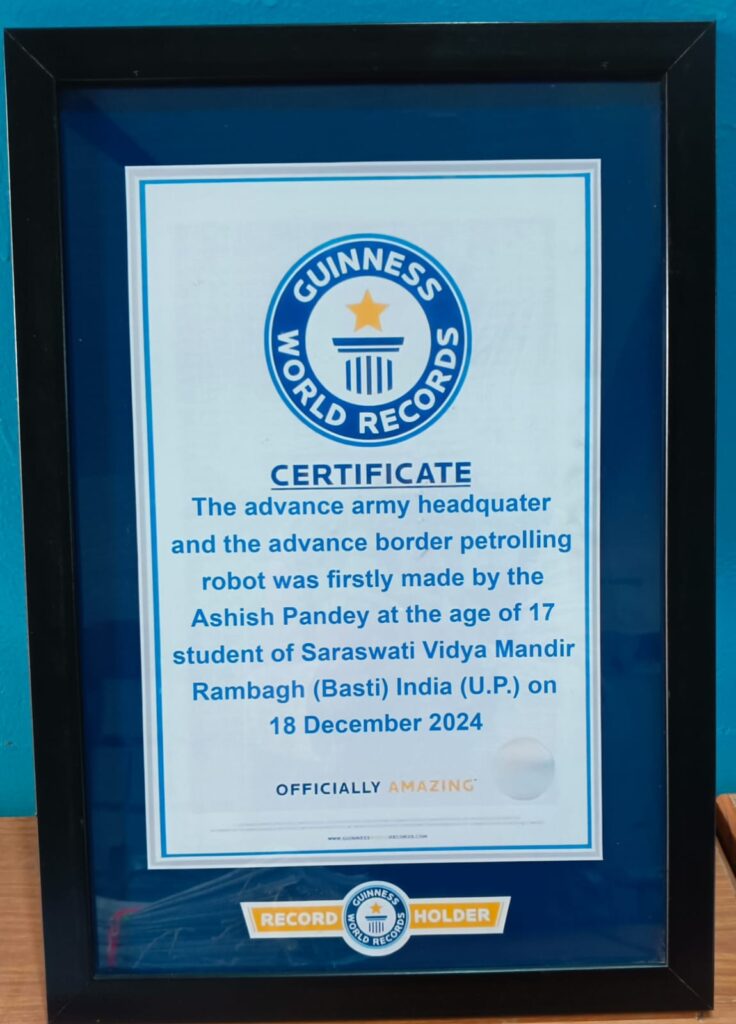 GUINNESS
WORLD RECORDS
CERTIFICATE
The advance army headquater
and the advance border petrolling
robot was firstly made by the
Ashish Pandey at the age of 17
student of Saraswati Vidya Mandir
Rambagh (Basti) India (U.P.) on
18 December 2024
OFFICIALLY AMAZING
RECORD
GUINNESS
WORLD RECORDS
HOLDER